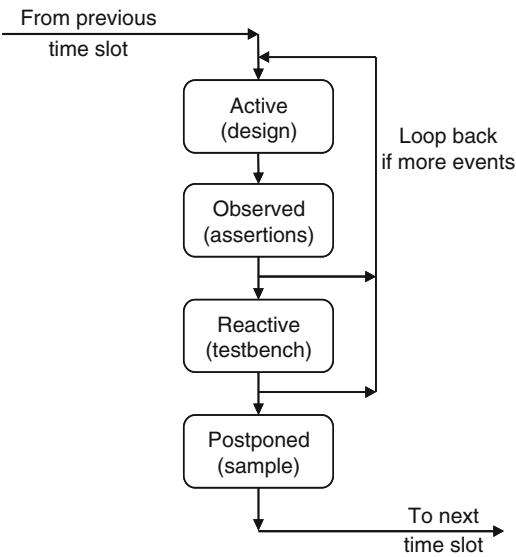 From previous
time slot
Active
(design)
Loop back
if more events
Observed
(assertions)
Reactive
(testbench)
Postponed
(sample)
To next
time slot